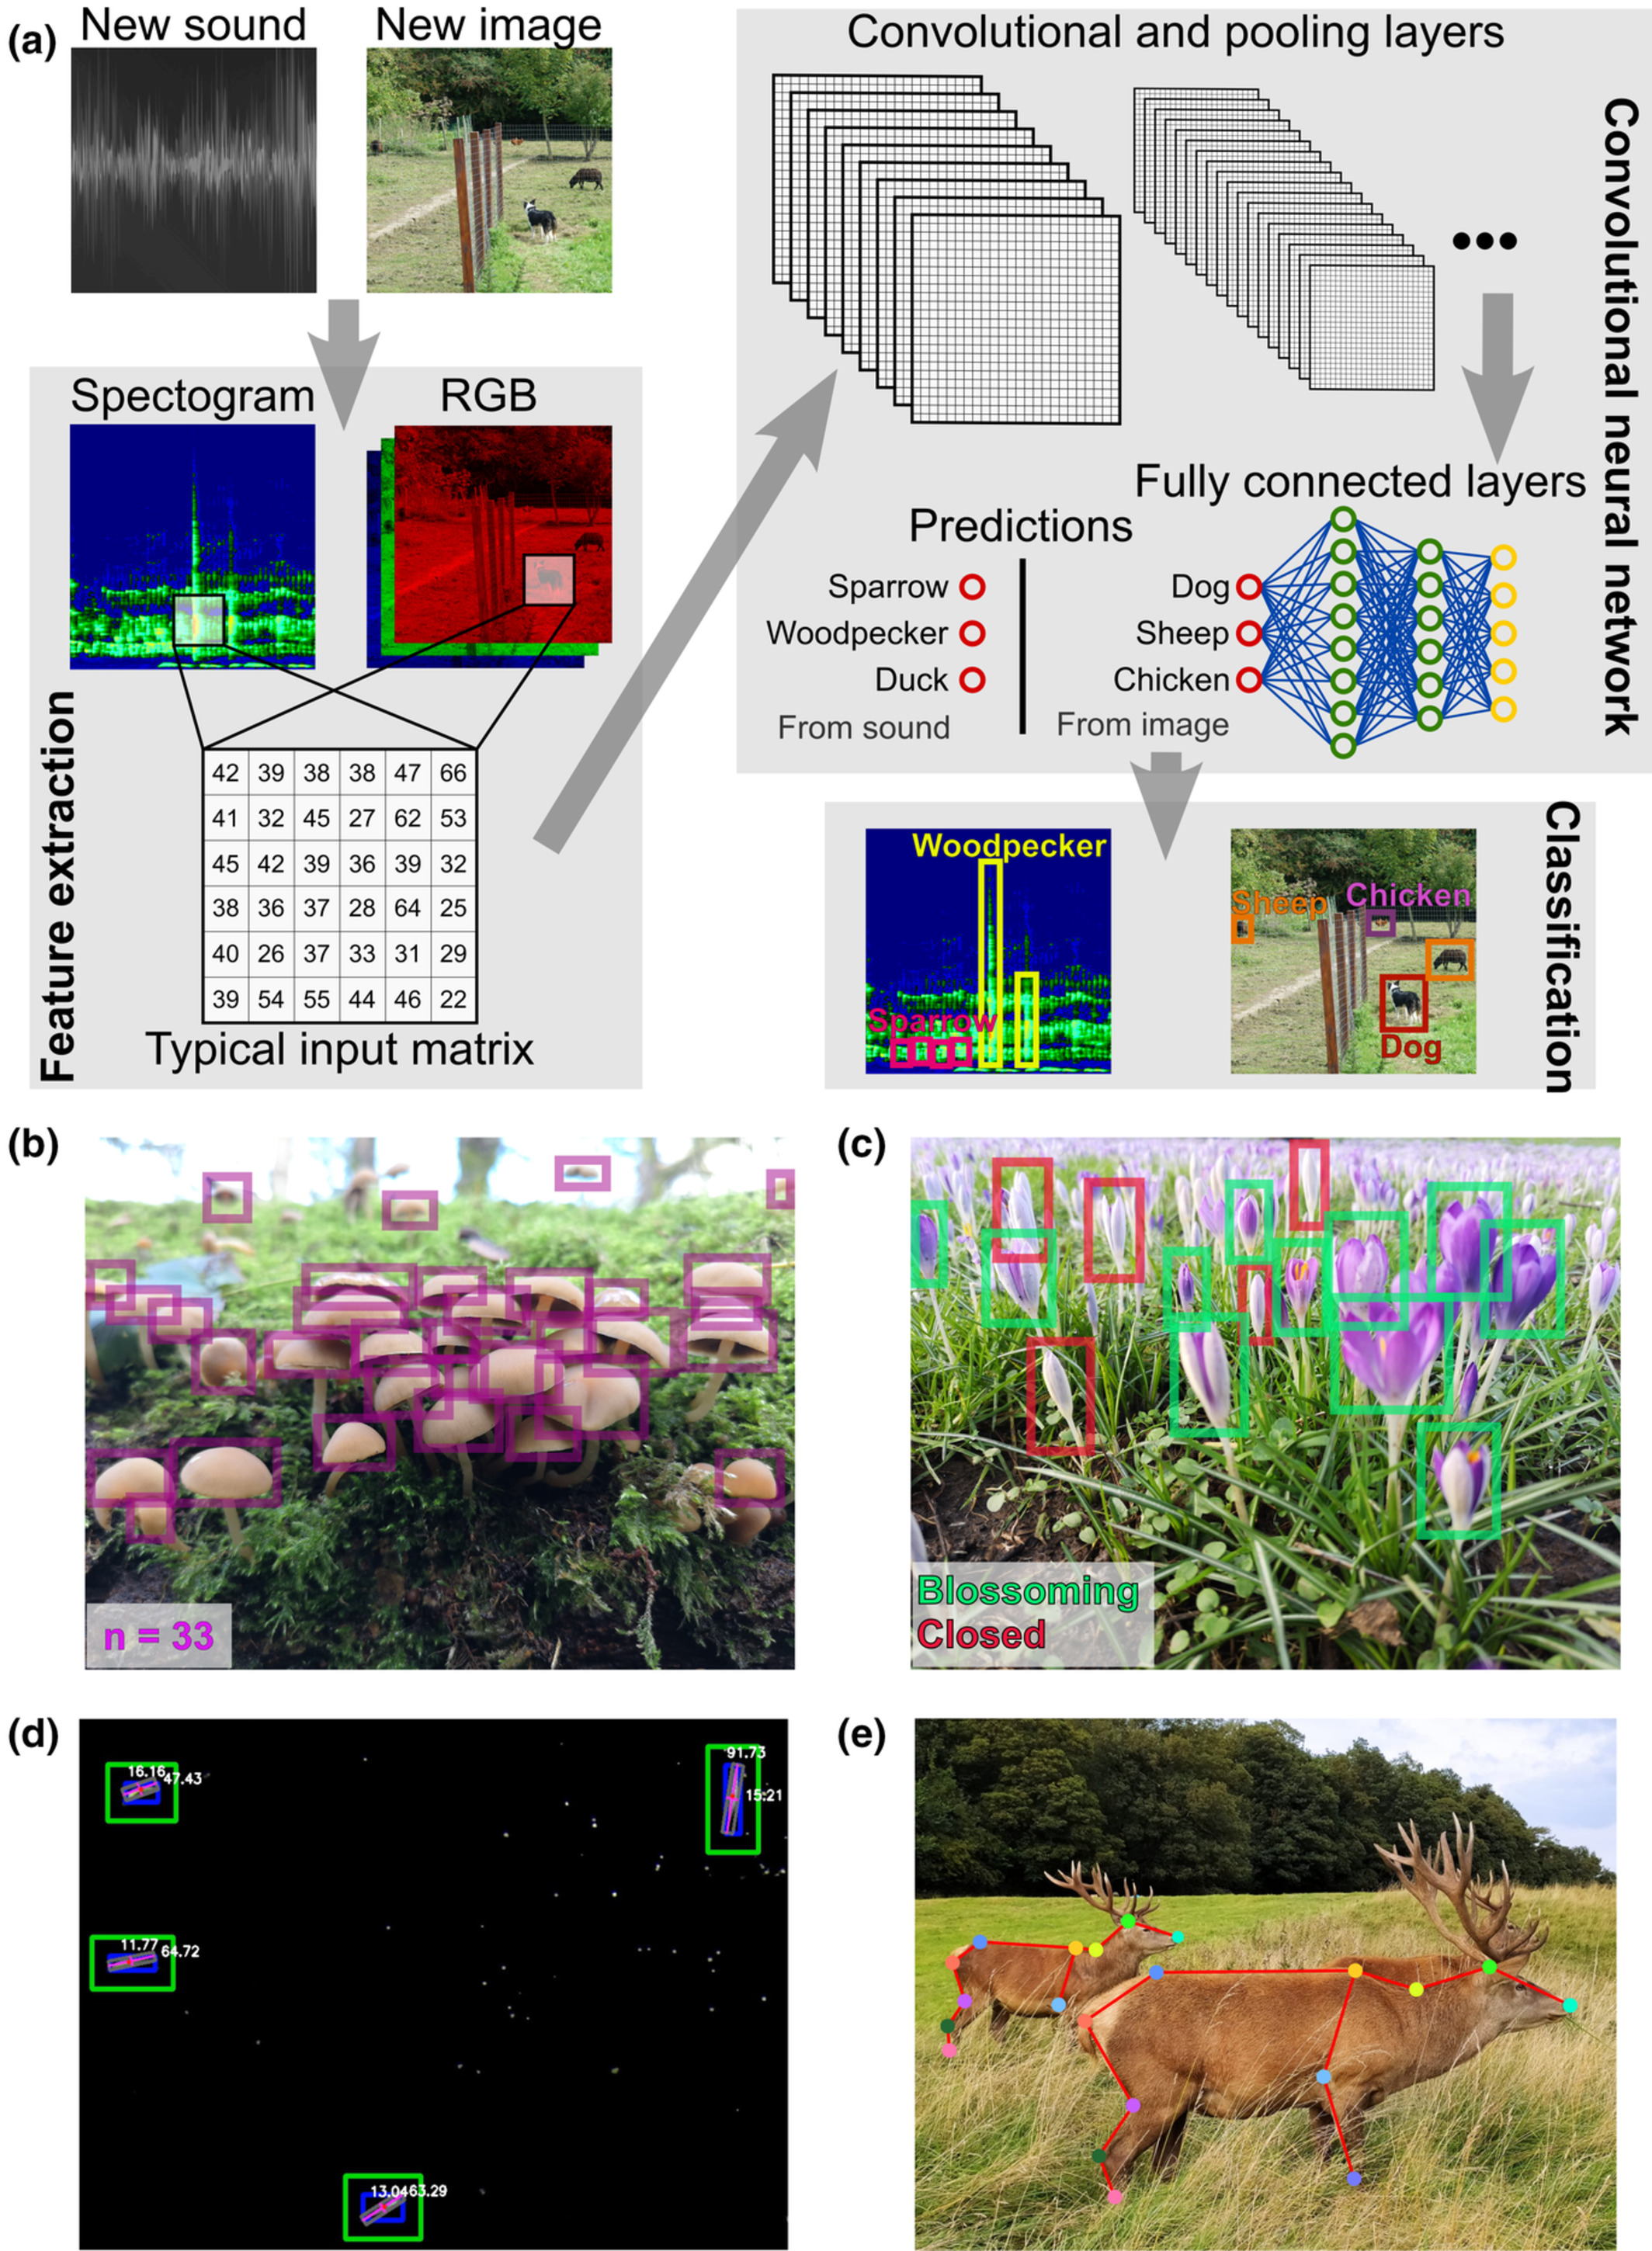 (a)
New sound
New image
Spectogram
RGB
42 39 38 38 47 66
41 32 45 27 62 53
45 42 39 36 39 32
38 36 37 28 64 25
40 26 37 33 31 29
39 54 55 44 46 22
Typical input matrix
Feature extraction
Convolutional and pooling layers
Convolutional neural network
Fully connected layers
Predictions
Sparrow
Woodpecker
Duck
From sound
Dog
Sheep
Chicken
From image
Woodpecker
Sparrow
Sheep
Chicken
Dog
Classification
(b)
n = 33
(c)
Blossoming
Closed
(d)
16.16
47.43
91.73
15.21
11.77
64.72
13.0463.29
(e)